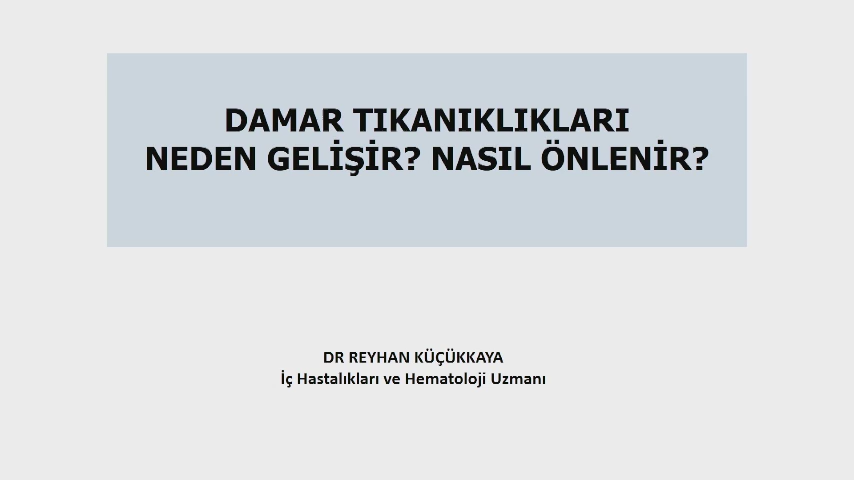 DAMAR TIKANIKLIKLARI
NEDEN GELİŞİR? NASIL ÖNLENİR?
DR REYHAN KÜÇÜKKAYA
İç Hastalıkları ve Hematoloji Uzmanı